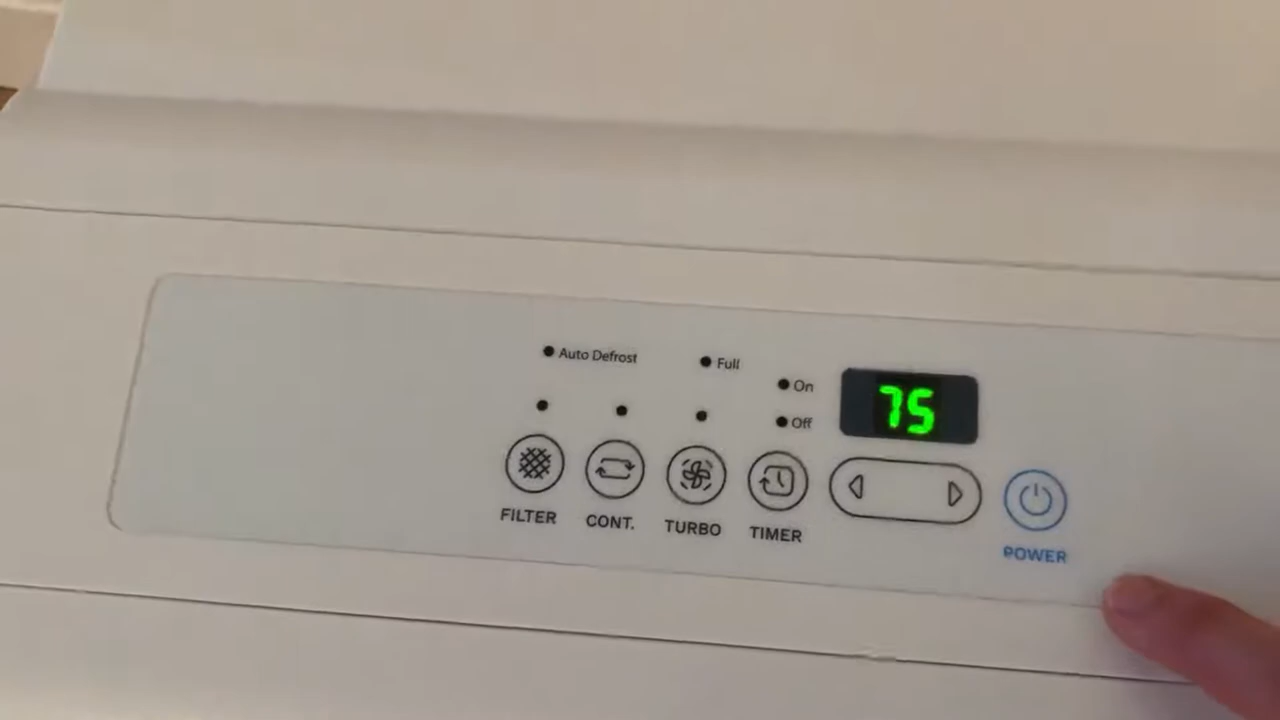 Auto Defrost
Full
On
Off
75
FILTER
CONT.
TURBO
TIMER
POWER